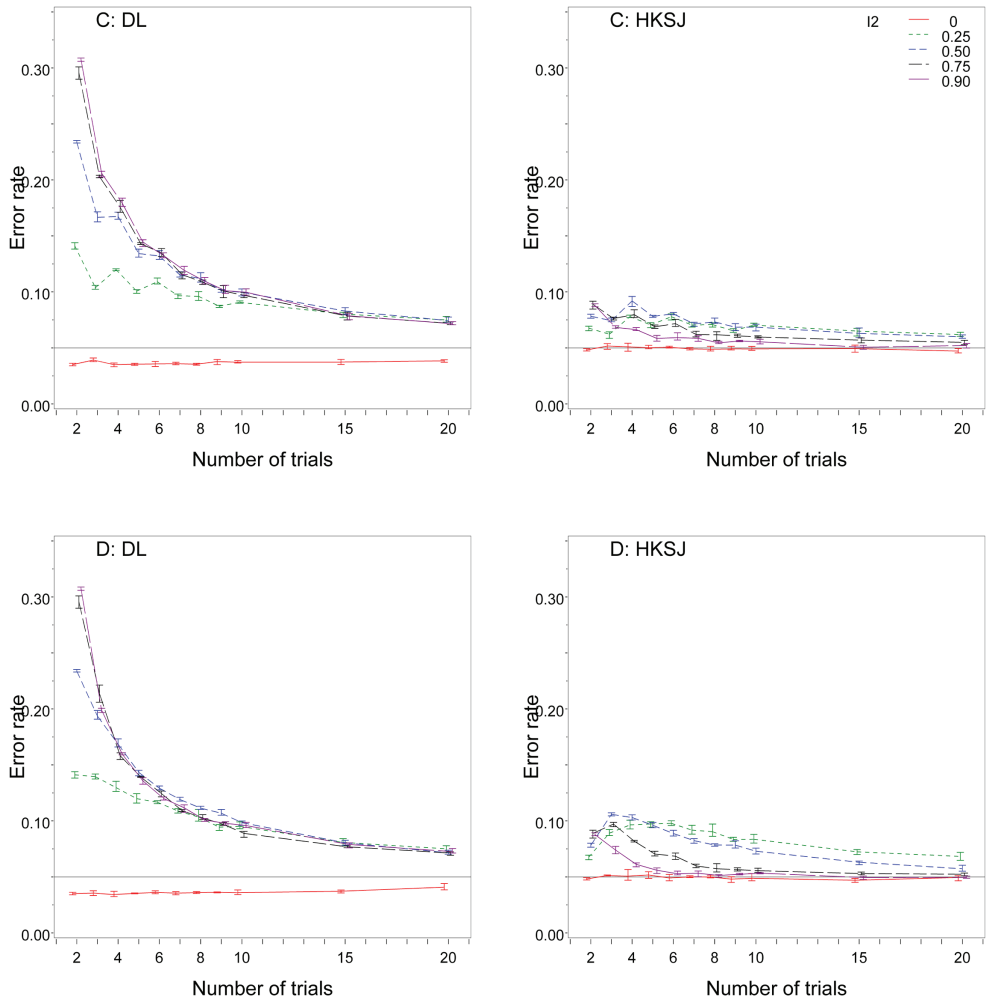 C: DL
0.30
0.20
0.10
0.00
Error rate
2 4 6 8 10 15 20
Number of trials
C: HKSJ
I2
0
0.25
0.50
0.75
0.90
0.30
0.20
0.10
0.00
Error rate
2 4 6 8 10 15 20
Number of trials
D: DL
0.30
0.20
0.10
0.00
Error rate
2 4 6 8 10 15 20
Number of trials
D: HKSJ
0.30
0.20
0.10
0.00
Error rate
2 4 6 8 10 15 20
Number of trials